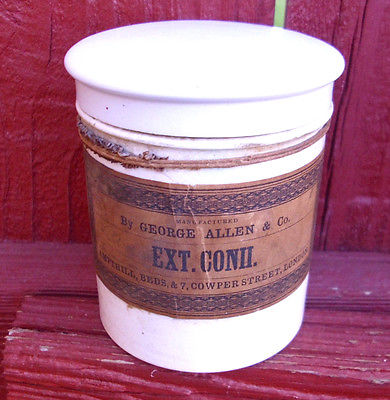 MANUFACTURED
By GEORGE ALLEN & Co.
EXT. CONII.
AMPTHILL, BEDS, & 7, COWPER STREET, LONDON